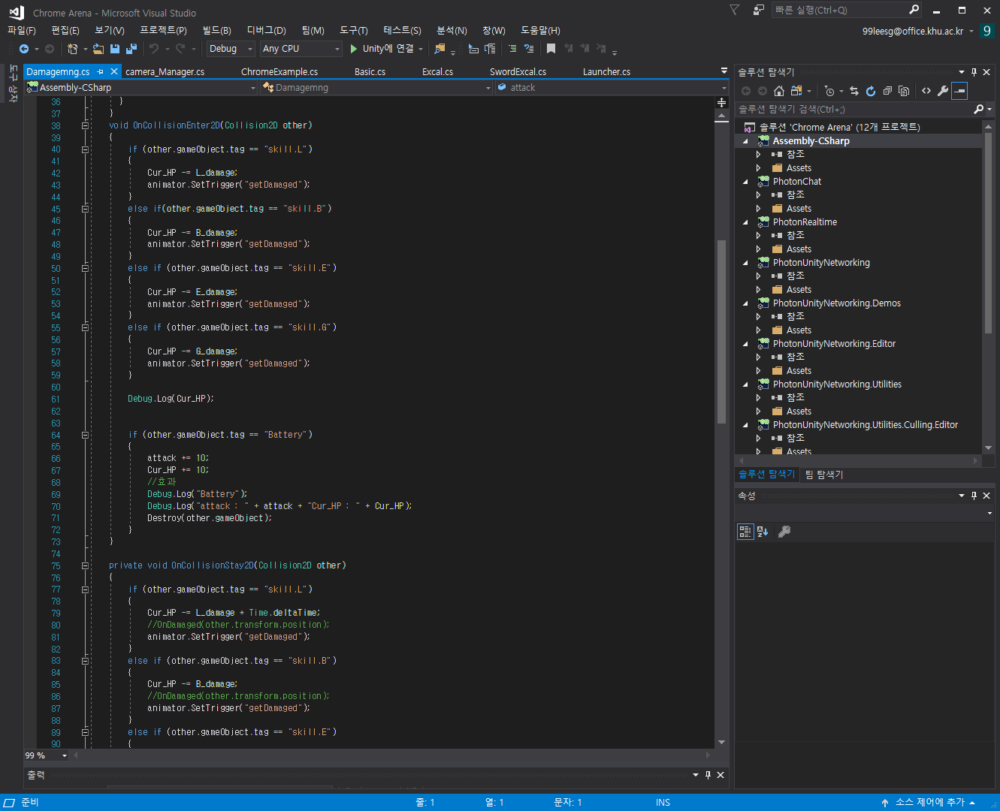 Chrome Arena - Microsoft Visual Studio
빠른 실행(Ctrl+Q)
파일(F) 편집(E) 보기(V) 프로젝트(P) 빌드(B) 디버그(D) 팀(M) 도구(T) 테스트(S) 분석(N) 창(W) 도움말(H)
99leesg@office.khu.ac.kr 9
Debug Any CPU Unity에 연결
도구 상자
Damagemng.cs camera_Manager.cs ChromeExample.cs Basic.cs Excal.cs SwordExcal.cs Launcher.cs
Assembly-CSharp Damagemng attack
36 }
37 }
38 void OnCollisionEnter2D(Collision2D other)
39 {
40 if (other.gameObject.tag == "skill.L")
41 {
42 Cur_HP -= L_damage;
43 animator.SetTrigger("getDamaged");
44 }
45 else if(other.gameObject.tag == "skill.B")
46 {
47 Cur_HP -= B_damage;
48 animator.SetTrigger("getDamaged");
49 }
50 else if (other.gameObject.tag == "skill.E")
51 {
52 Cur_HP -= E_damage;
53 animator.SetTrigger("getDamaged");
54 }
55 else if (other.gameObject.tag == "skill.G")
56 {
57 Cur_HP -= G_damage;
58 animator.SetTrigger("getDamaged");
59 }
60
61 Debug.Log(Cur_HP);
62
63
64 if (other.gameObject.tag == "Battery")
65 {
66 attack += 10;
67 Cur_HP += 10;
68 //효과
69 Debug.Log("Battery");
70 Debug.Log("attack : " + attack + "Cur_HP : " + Cur_HP);
71 Destroy(other.gameObject);
72 }
73 }
74
75 private void OnCollisionStay2D(Collision2D other)
76 {
77 if (other.gameObject.tag == "skill.L")
78 {
79 Cur_HP -= L_damage * Time.deltaTime;
80 //OnDamaged(other.transform.position);
81 animator.SetTrigger("getDamaged");
82 }
83 else if (other.gameObject.tag == "skill.B")
84 {
85 Cur_HP -= B_damage;
86 //OnDamaged(other.transform.position);
87 animator.SetTrigger("getDamaged");
88 }
89 else if (other.gameObject.tag == "skill.E")
90 {
99 %
출력
솔루션 탐색기
솔루션 탐색기 검색(Ctrl+;)
솔루션 'Chrome Arena' (12개 프로젝트)
Assembly-CSharp
참조
Assets
PhotonChat
참조
Assets
PhotonRealtime
참조
Assets
PhotonUnityNetworking
참조
Assets
PhotonUnityNetworking.Demos
참조
Assets
PhotonUnityNetworking.Editor
참조
Assets
PhotonUnityNetworking.Utilities
참조
Assets
PhotonUnityNetworking.Utilities.Culling.Editor
참조
Assets
솔루션 탐색기 팀 탐색기
속성
준비 줄: 1 열: 1 문자: 1 INS 소스 제어에 추가